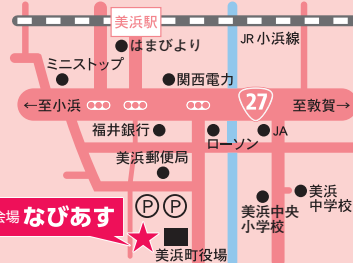 美浜駅
JR 小浜線
はまびより
ミニストップ
関西電力
←至小浜
27
至敦賀→
福井銀行
ローソン
JA
美浜郵便局
P P
美浜中央
小学校
美浜
中学校
会場 なびあす
美浜町役場